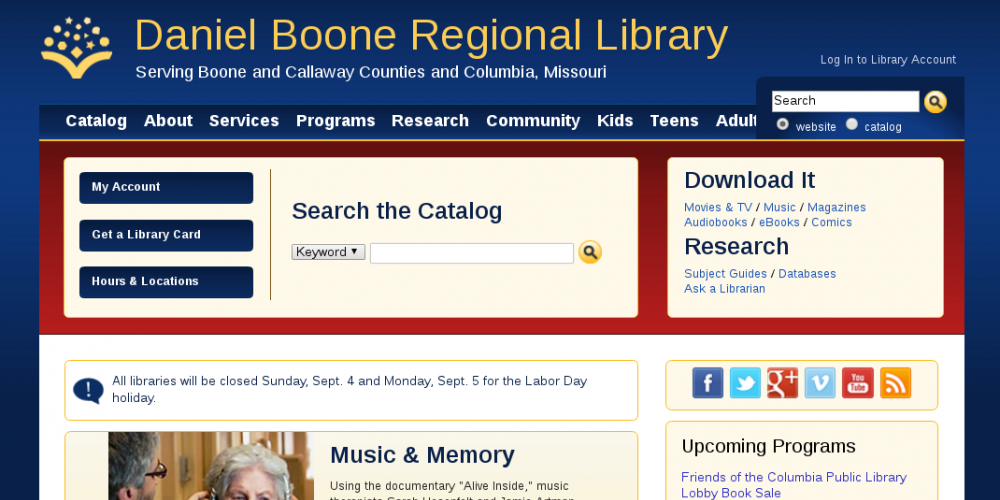 Daniel Boone Regional Library
Serving Boone and Callaway Counties and Columbia, Missouri
Log In to Library Account
Search
website catalog
Catalog About Services Programs Research Community Kids Teens Adult
My Account
Get a Library Card
Hours & Locations
Search the Catalog
Keyword ▼
Download It
Movies & TV / Music / Magazines
Audiobooks / eBooks / Comics
Research
Subject Guides / Databases
Ask a Librarian
! All libraries will be closed Sunday, Sept. 4 and Monday, Sept. 5 for the Labor Day
holiday.
f g+ v You Tube
Music & Memory
Using the documentary "Alive Inside," music
Upcoming Programs
Friends of the Columbia Public Library
Lobby Book Sale